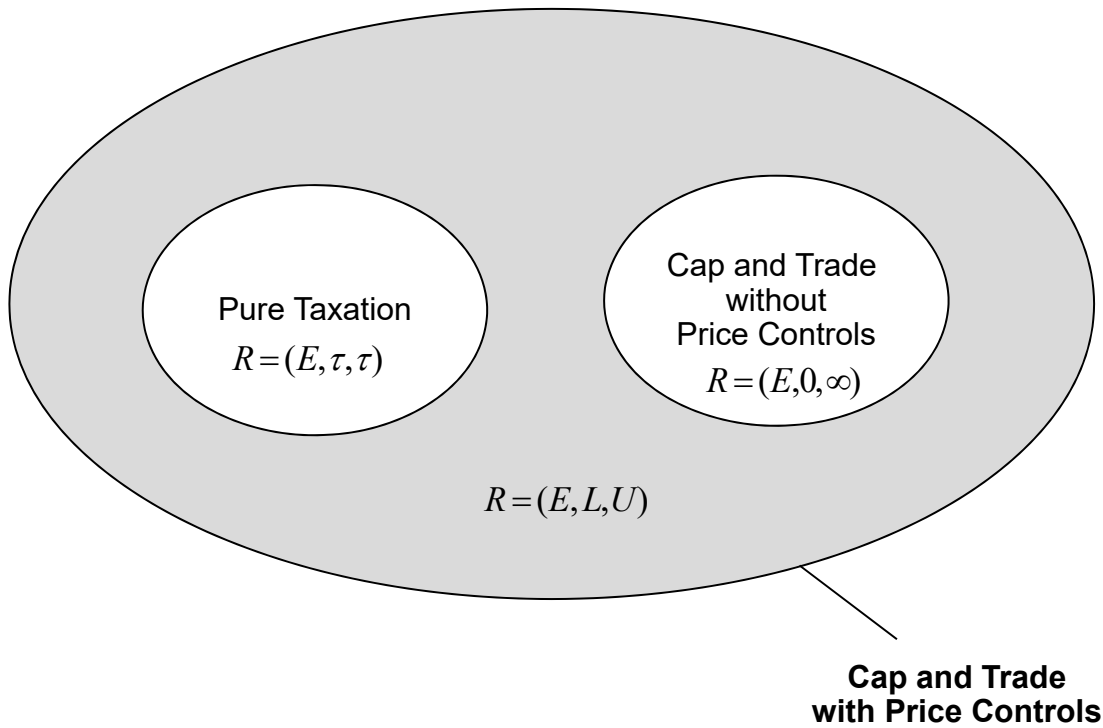 Pure Taxation
R=(E,τ,τ)
Cap and Trade
without
Price Controls
R=(E,0,∞)
R=(E,L,U)
Cap and Trade
with Price Controls